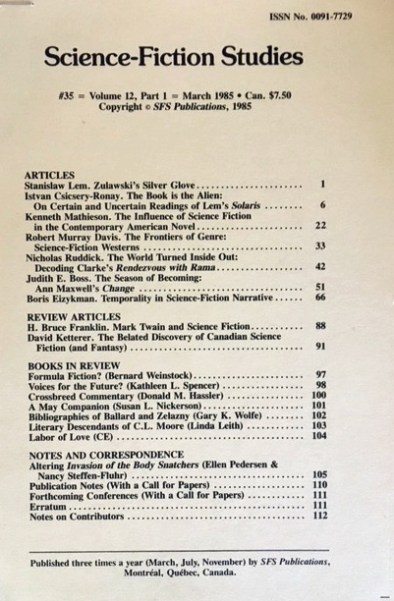 ISSN No. 0091-7729
Science-Fiction Studies
#35 = Volume 12, Part 1 = March 1985 • Can. $7.50
Copyright © SFS Publications, 1985
ARTICLES
Stanislaw Lem. Zulawski's Silver Glove....................... 1
Istvan Csicsery-Ronay. The Book is the Alien:
On Certain and Uncertain Readings of Lem's Solaris ........ 6
Kenneth Mathieson. The Influence of Science Fiction
in the Contemporary American Novel....................... 22
Robert Murray Davis. The Frontiers of Genre:
Science-Fiction Westerns .................................. 33
Nicholas Ruddick. The World Turned Inside Out:
Decoding Clarke's Rendezvous with Rama.................. 42
Judith E. Boss. The Season of Becoming:
Ann Maxwell's Change .................................... 51
Boris Eizykman. Temporality in Science-Fiction Narrative...... 66
REVIEW ARTICLES
H. Bruce Franklin. Mark Twain and Science Fiction........... 88
David Ketterer. The Belated Discovery of Canadian Science
Fiction (and Fantasy) ..................................... 91
BOOKS IN REVIEW
Formula Fiction? (Bernard Weinstock)........................ 97
Voices for the Future? (Kathleen L. Spencer) ................. 98
Crossbreed Commentary (Donald M. Hassler) ................ 100
A May Companion (Susan L. Nickerson)..................... 101
Bibliographies of Ballard and Zelazny (Gary K. Wolfe) ........ 102
Literary Descendants of C.L. Moore (Linda Leith) ............ 103
Labor of Love (CE) ........................................ 104
NOTES AND CORRESPONDENCE
Altering Invasion of the Body Snatchers (Ellen Pedersen &
Nancy Steffen-Fluhr) ...................................... 105
Publication Notes (With a Call for Papers) ................... 110
Forthcoming Conferences (With a Call for Papers) ............ 111
Erratum .................................................. 111
Notes on Contributors ..................................... 112
Published three times a year (March, July, November) by SFS Publications,
Montréal, Québec, Canada.